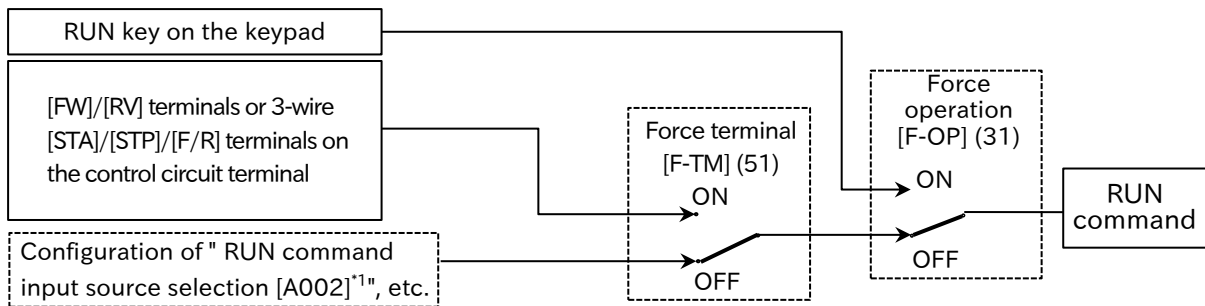 RUN key on the keypad
[FW]/[RV] terminals or 3-wire
[STA]/[STP]/[F/R] terminals on
the control circuit terminal
Configuration of " RUN command
input source selection [A002]*1", etc.
Force terminal
[F-TM] (51)
ON
OFF
Force
operation
[F-OP] (31)
ON
OFF
RUN
command